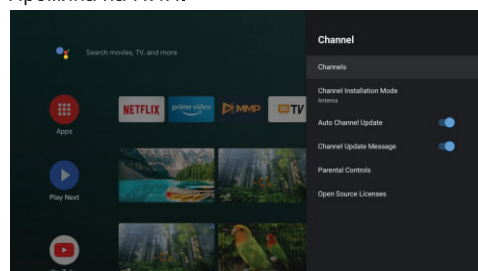 Search movies, TV, and more
Apps
NETFLIX
prime video
MMP
TV
Play Next
Channel
Channels
Channel Installation Mode
Antenna
Auto Channel Update
Channel Update Message
Parental Controls
Open Source Licenses